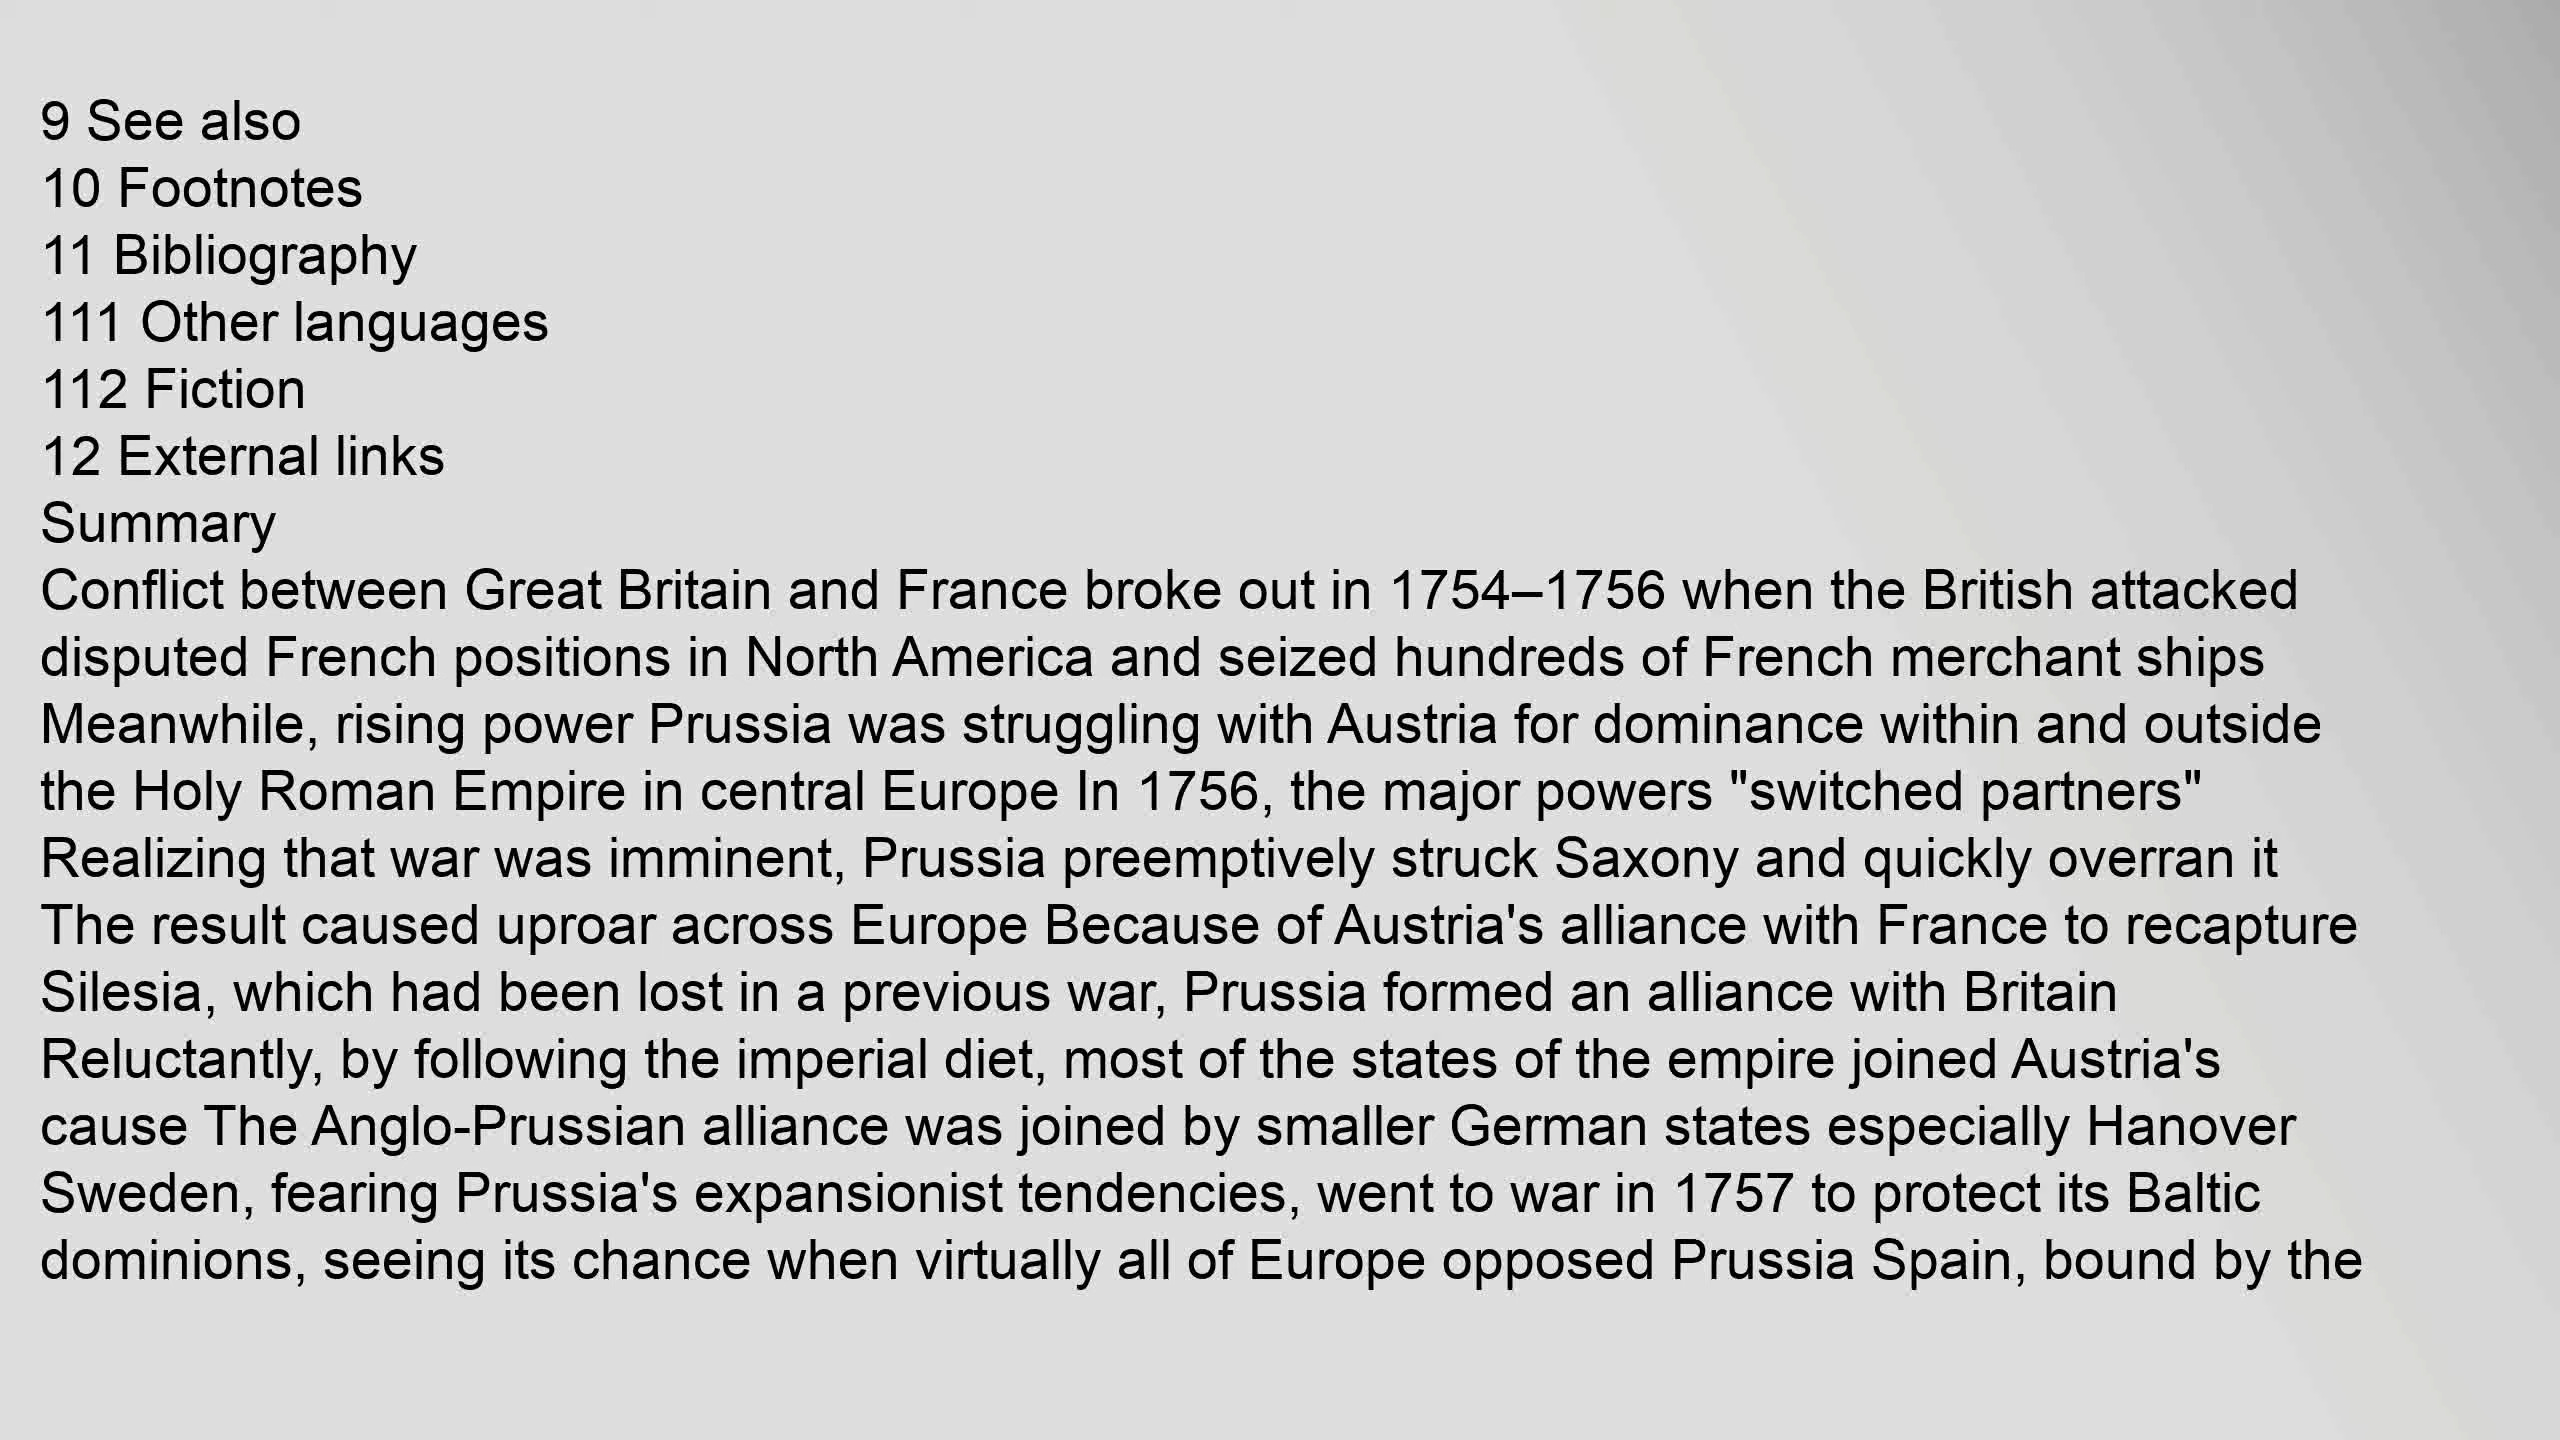 9 See also
10 Footnotes
11 Bibliography
111 Other languages
112 Fiction
12 External links
Summary
Conflict between Great Britain and France broke out in 1754–1756 when the British attacked
disputed French positions in North America and seized hundreds of French merchant ships
Meanwhile, rising power Prussia was struggling with Austria for dominance within and outside
the Holy Roman Empire in central Europe In 1756, the major powers "switched partners"
Realizing that war was imminent, Prussia preemptively struck Saxony and quickly overran it
The result caused uproar across Europe Because of Austria's alliance with France to recapture
Silesia, which had been lost in a previous war, Prussia formed an alliance with Britain
Reluctantly, by following the imperial diet, most of the states of the empire joined Austria's
cause The Anglo-Prussian alliance was joined by smaller German states especially Hanover
Sweden, fearing Prussia's expansionist tendencies, went to war in 1757 to protect its Baltic
dominions, seeing its chance when virtually all of Europe opposed Prussia Spain, bound by the